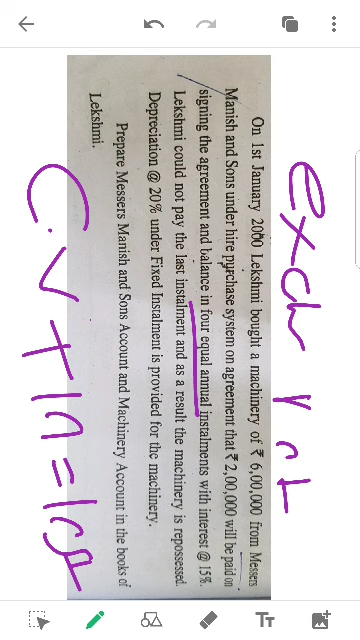 On 1st January 2000 Lekshmi bought a machinery of ₹ 6,00,000 from Messers
Manish and Sons under hire purchase system on agreement that ₹ 2,00,000 will be paid on
signing the agreement and balance in four equal annual instalments with interest @ 15%.
Lekshmi could not pay the last instalment and as a result the machinery is repossessed.
Depreciation @ 20% under Fixed Instalment is provided for the machinery.
Prepare Messers Manish and Sons Account and Machinery Account in the books of
Lekshmi.
TT